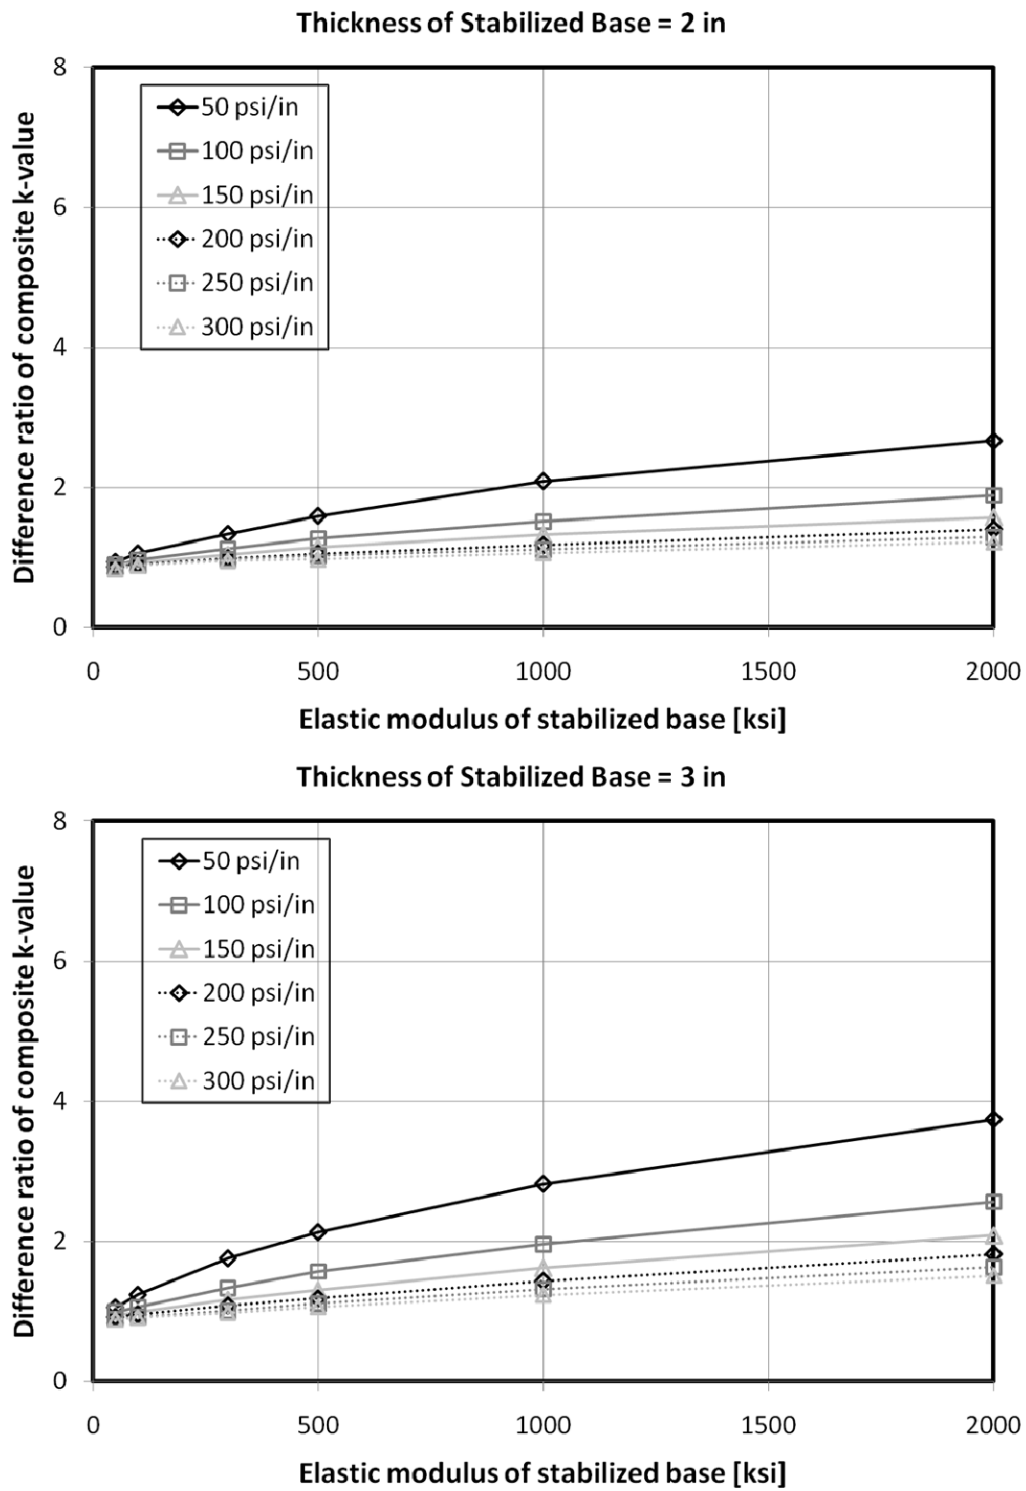 Thickness of Stabilized Base = 2 in
Difference ratio of composite k-value
8
6
4
2
0
50 psi/in
100 psi/in
150 psi/in
200 psi/in
250 psi/in
300 psi/in
0 500 1000 1500 2000
Elastic modulus of stabilized base [ksi]
Thickness of Stabilized Base = 3 in
Difference ratio of composite k-value
8
6
4
2
0
50 psi/in
100 psi/in
150 psi/in
200 psi/in
250 psi/in
300 psi/in
0 500 1000 1500 2000
Elastic modulus of stabilized base [ksi]